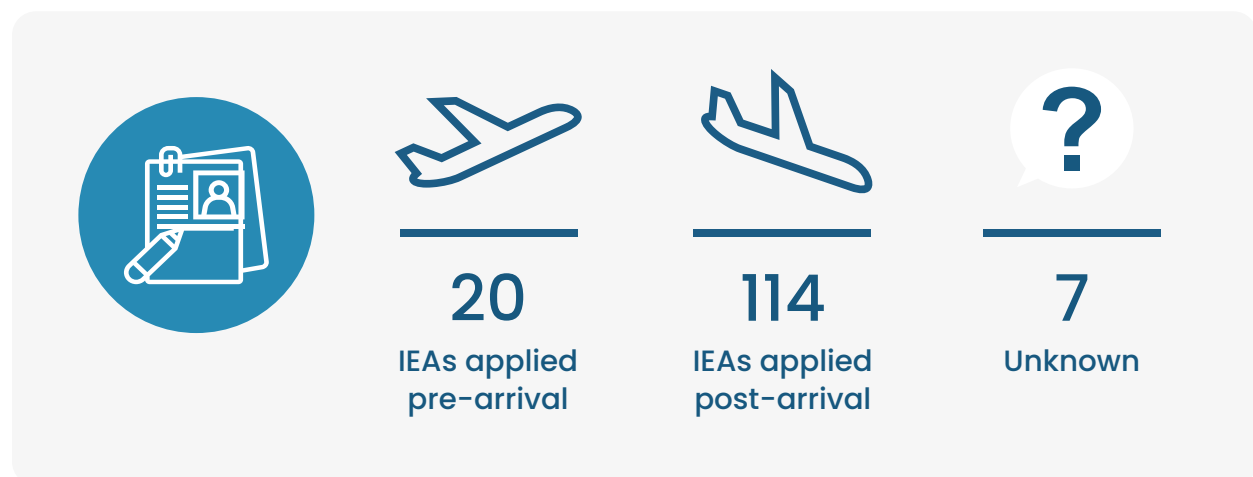 ?
20
IEAs applied
pre-arrival
114
IEAs applied
post-arrival
7
Unknown